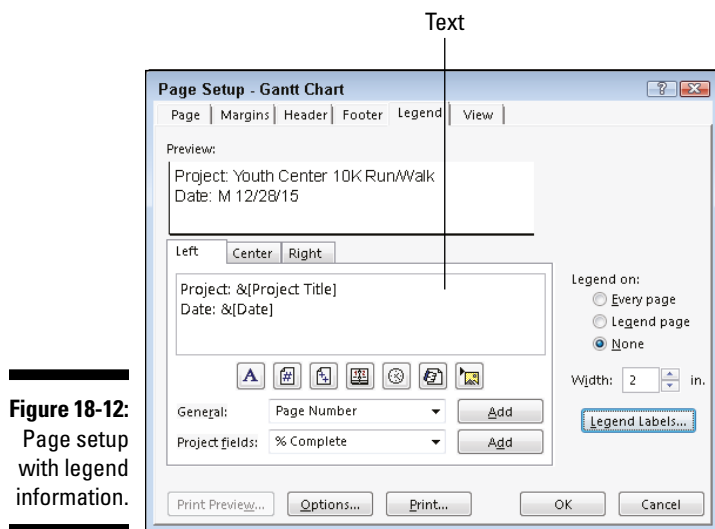 Text
Page Setup - Gantt Chart
Page Margins Header Footer Legend View
Preview:
Project: Youth Center 10K Run/Walk
Date: M 12/28/15
Left Center Right
Project: &[Project Title]
Date: &[Date]
Legend on:
Every page
Legend page
None
Width: 2 in.
Legend Labels...
General: Page Number Add
Project fields: % Complete Add
Print Preview... Options... Print... OK Cancel
Figure 18-12:
Page setup
with legend
information.